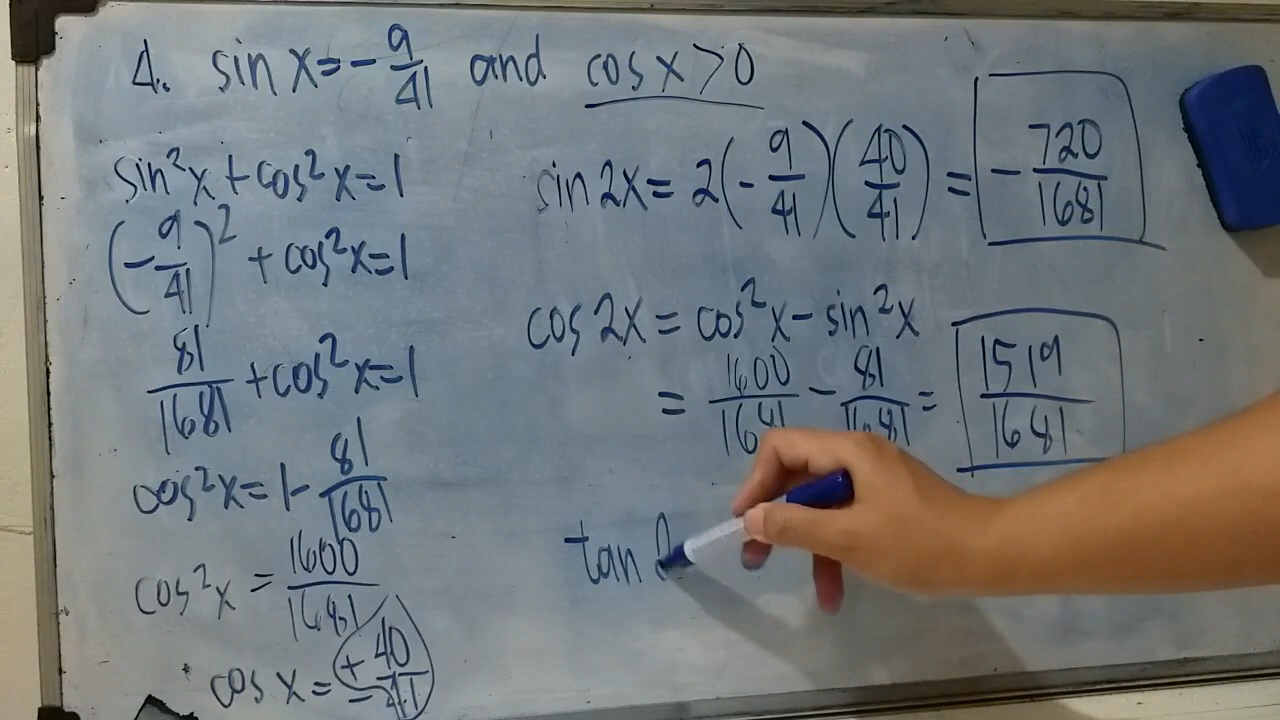 4. sin x = - 9/41 and cos x > 0
sin²x + cos²x = 1
(- 9/41)² + cos²x = 1
81/1681 + cos²x = 1
cos²x = 1 - 81/1681
cos²x = 1600/1681
cos x = ± 40/41
sin 2x = 2(- 9/41)(40/41) = - 720/1681
cos 2x = cos²x - sin²x
= 1600/1681 - 81/1681 = 1519/1681
tan